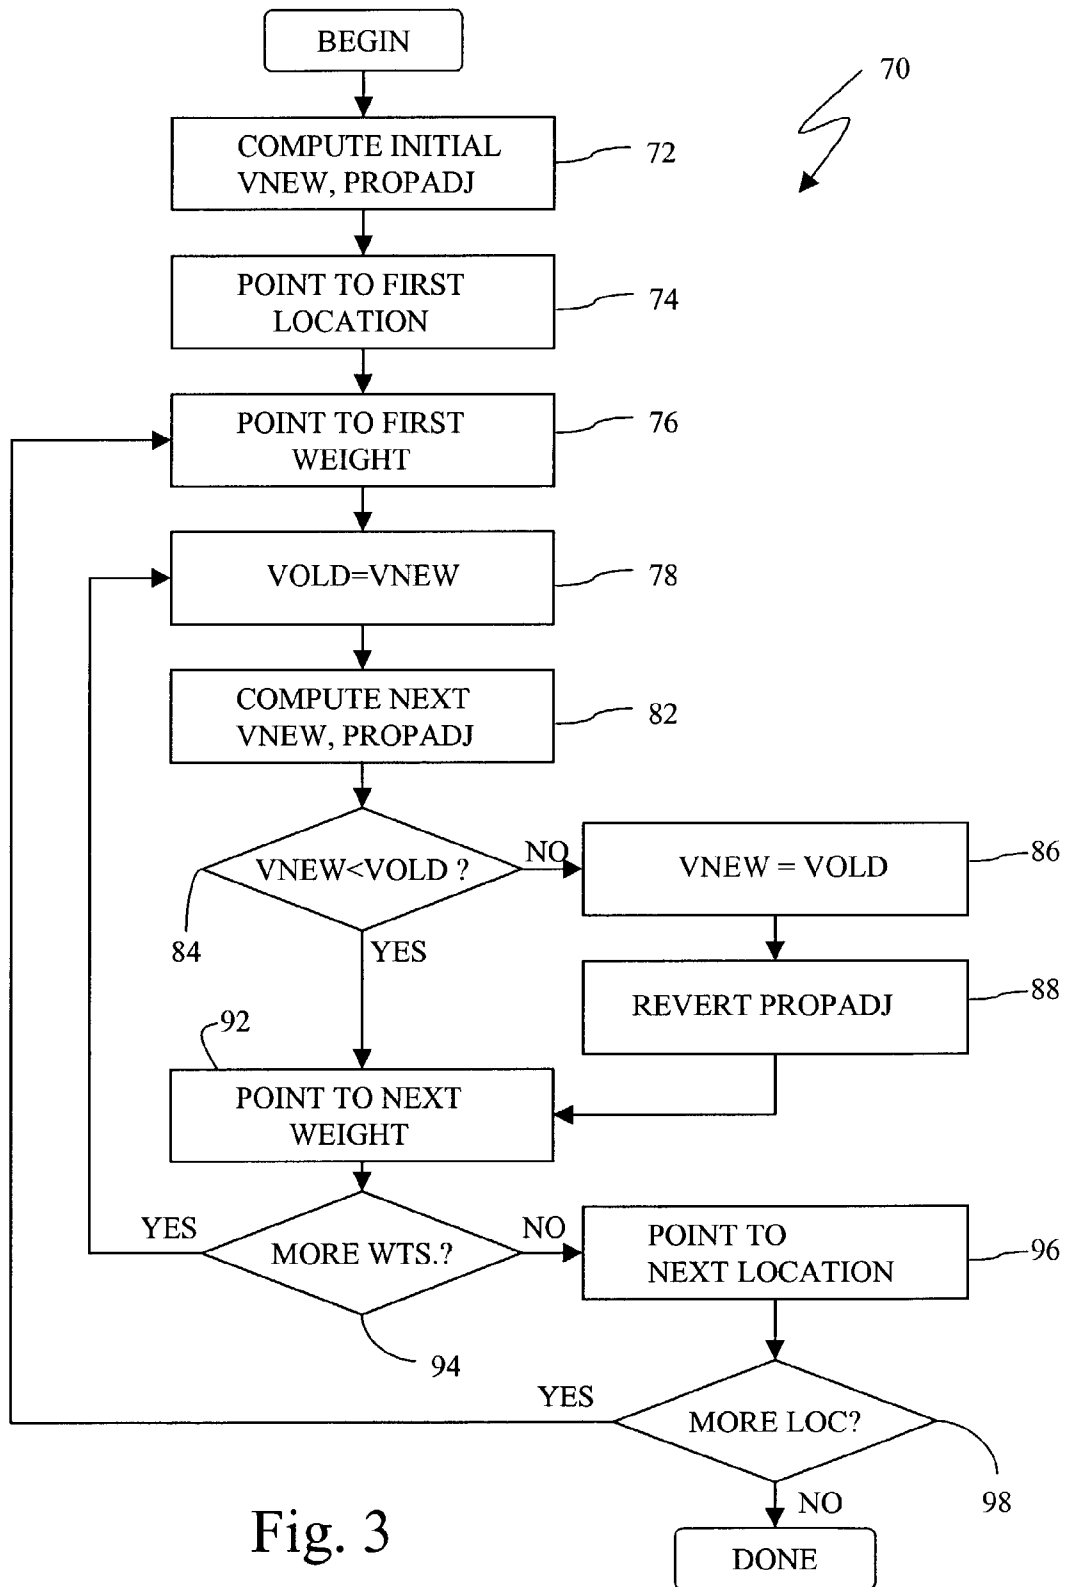 BEGIN
70
COMPUTE INITIAL
VNEW, PROPADJ
72
POINT TO FIRST
LOCATION
74
POINT TO FIRST
WEIGHT
76
VOLD=VNEW
78
COMPUTE NEXT
VNEW, PROPADJ
82
VNEW<VOLD ?
NO
VNEW = VOLD
86
84
YES
REVERT PROPADJ
88
92
POINT TO NEXT
WEIGHT
YES
MORE WTS.?
NO
POINT TO
NEXT LOCATION
96
94
YES
MORE LOC?
98
NO
DONE
Fig. 3